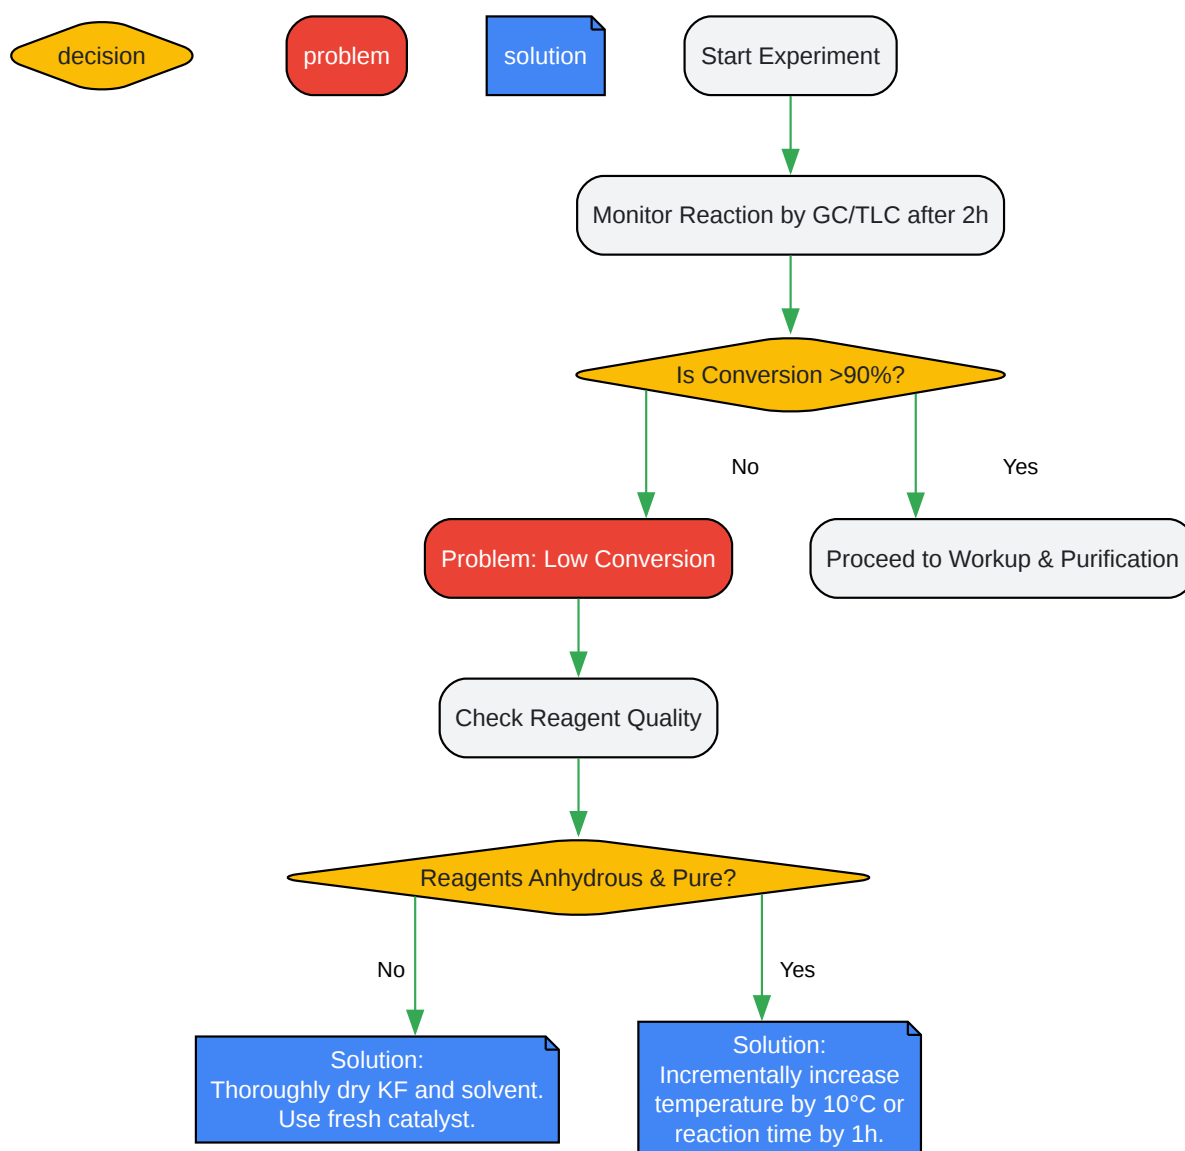 decision
problem
solution
Start Experiment
Monitor Reaction by GC/TLC after 2h
Is Conversion >90%?
No
Yes
Problem: Low Conversion
Proceed to Workup & Purification
Check Reagent Quality
Reagents Anhydrous & Pure?
No
Yes
Solution:
Thoroughly dry KF and solvent.
Use fresh catalyst.
Solution:
Incrementally increase
temperature by 10°C or
reaction time by 1h.